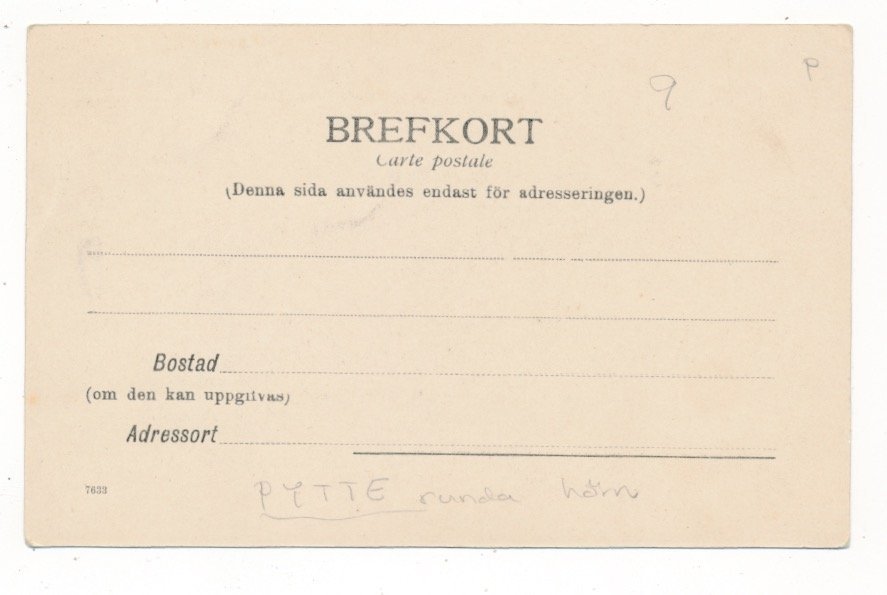 P
9
BREFKORT
Carte postale
(Denna sida användes endast för adresseringen.)
Bostad
(om den kan uppgifvas)
Adressort
7633
PYTTE runda hörn